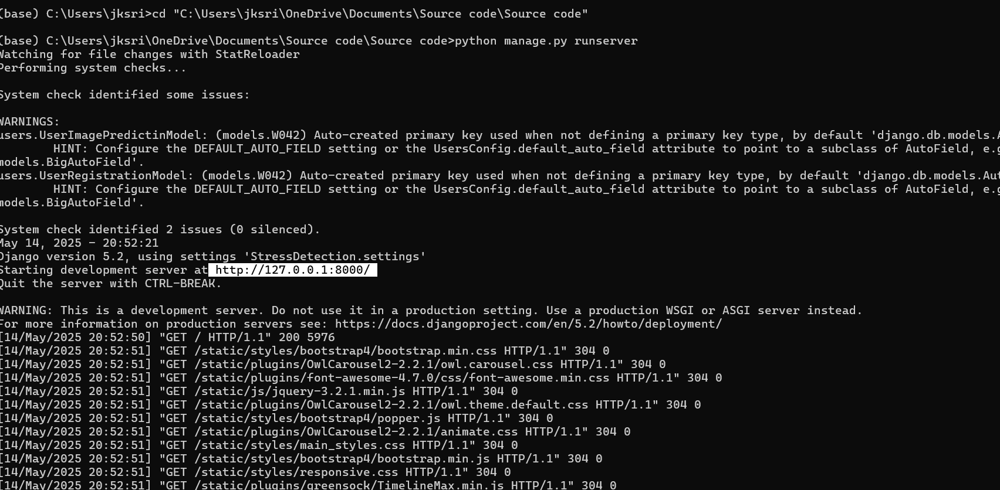 (base) C:\Users\jksri>cd "C:\Users\jksri\OneDrive\Documents\Source code\Source code"
(base) C:\Users\jksri\OneDrive\Documents\Source code\Source code>python manage.py runserver
Watching for file changes with StatReloader
Performing system checks...
System check identified some issues:
WARNINGS:
users.UserImagePredictinModel: (models.W042) Auto-created primary key used when not defining a primary key type, by default 'django.db.models.A
HINT: Configure the DEFAULT_AUTO_FIELD setting or the UsersConfig.default_auto_field attribute to point to a subclass of AutoField, e.g
models.BigAutoField'.
users.UserRegistrationModel: (models.W042) Auto-created primary key used when not defining a primary key type, by default 'django.db.models.Aut
HINT: Configure the DEFAULT_AUTO_FIELD setting or the UsersConfig.default_auto_field attribute to point to a subclass of AutoField, e.g
models.BigAutoField'.
System check identified 2 issues (0 silenced).
May 14, 2025 - 20:52:21
Django version 5.2, using settings 'StressDetection.settings'
Starting development server at http://127.0.0.1:8000/
Quit the server with CTRL-BREAK.
WARNING: This is a development server. Do not use it in a production setting. Use a production WSGI or ASGI server instead.
For more information on production servers see: https://docs.djangoproject.com/en/5.2/howto/deployment/
[14/May/2025 20:52:50] "GET / HTTP/1.1" 200 5976
[14/May/2025 20:52:51] "GET /static/styles/bootstrap4/bootstrap.min.css HTTP/1.1" 304 0
[14/May/2025 20:52:51] "GET /static/plugins/OwlCarousel2-2.2.1/owl.carousel.css HTTP/1.1" 304 0
[14/May/2025 20:52:51] "GET /static/plugins/font-awesome-4.7.0/css/font-awesome.min.css HTTP/1.1" 304 0
[14/May/2025 20:52:51] "GET /static/js/jquery-3.2.1.min.js HTTP/1.1" 304 0
[14/May/2025 20:52:51] "GET /static/plugins/OwlCarousel2-2.2.1/owl.theme.default.css HTTP/1.1" 304 0
[14/May/2025 20:52:51] "GET /static/styles/bootstrap4/popper.js HTTP/1.1" 304 0
[14/May/2025 20:52:51] "GET /static/plugins/OwlCarousel2-2.2.1/animate.css HTTP/1.1" 304 0
[14/May/2025 20:52:51] "GET /static/styles/main_styles.css HTTP/1.1" 304 0
[14/May/2025 20:52:51] "GET /static/styles/bootstrap4/bootstrap.min.js HTTP/1.1" 304 0
[14/May/2025 20:52:51] "GET /static/styles/responsive.css HTTP/1.1" 304 0
[14/May/2025 20:52:51] "GET /static/plugins/greensock/TimelineMax.min.js HTTP/1.1" 304 0